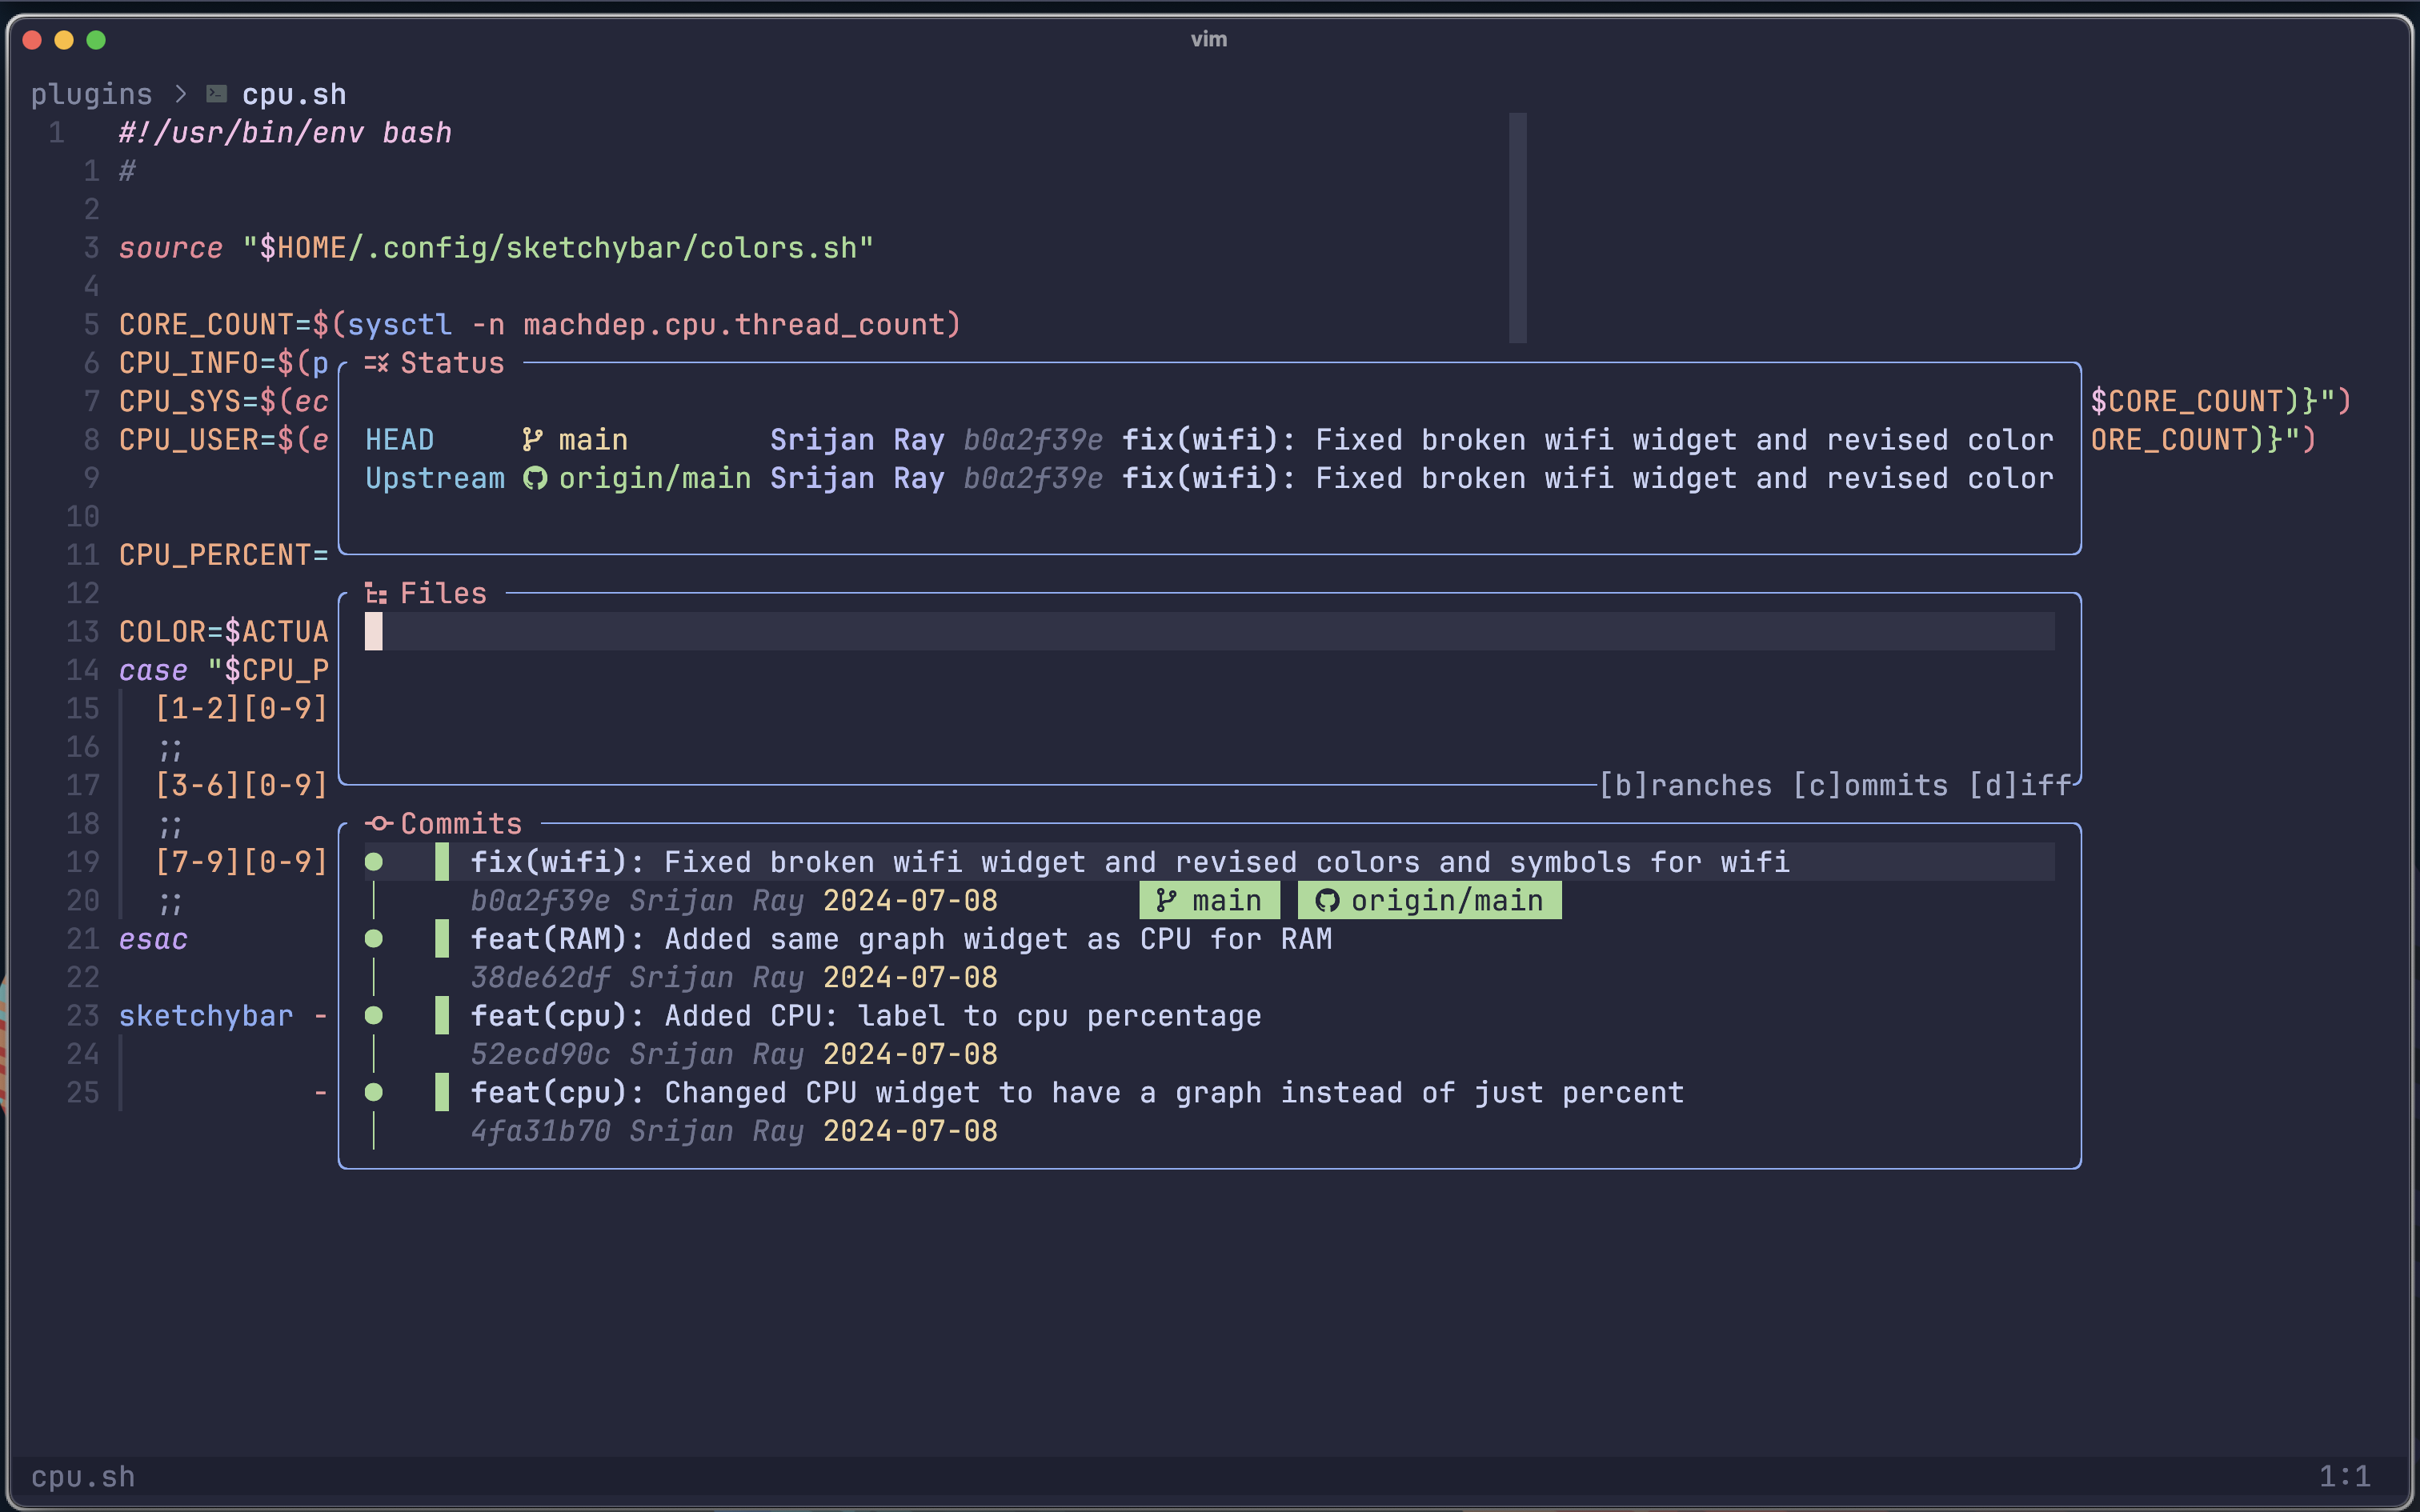 vim
plugins > cpu.sh
1 #!/usr/bin/env bash
1 #
2
3 source "$HOME/.config/sketchybar/colors.sh"
4
5 CORE_COUNT=$(sysctl -n machdep.cpu.thread_count)
6 CPU_INFO=$(p
7 CPU_SYS=$(ec $CORE_COUNT)}")
8 CPU_USER=$(e ORE_COUNT)}")
9
10
11 CPU_PERCENT=
12
13 COLOR=$ACTUA
14 case "$CPU_P
15 [1-2][0-9]
16 ;;
17 [3-6][0-9]
18 ;;
19 [7-9][0-9]
20 ;;
21 esac
22
23 sketchybar -
24
25 -
Status
HEAD main Srijan Ray b0a2f39e fix(wifi): Fixed broken wifi widget and revised color
Upstream origin/main Srijan Ray b0a2f39e fix(wifi): Fixed broken wifi widget and revised color
Files
[b]ranches [c]ommits [d]iff
Commits
fix(wifi): Fixed broken wifi widget and revised colors and symbols for wifi
b0a2f39e Srijan Ray 2024-07-08 main origin/main
feat(RAM): Added same graph widget as CPU for RAM
38de62df Srijan Ray 2024-07-08
feat(cpu): Added CPU: label to cpu percentage
52ecd90c Srijan Ray 2024-07-08
feat(cpu): Changed CPU widget to have a graph instead of just percent
4fa31b70 Srijan Ray 2024-07-08
cpu.sh 1:1